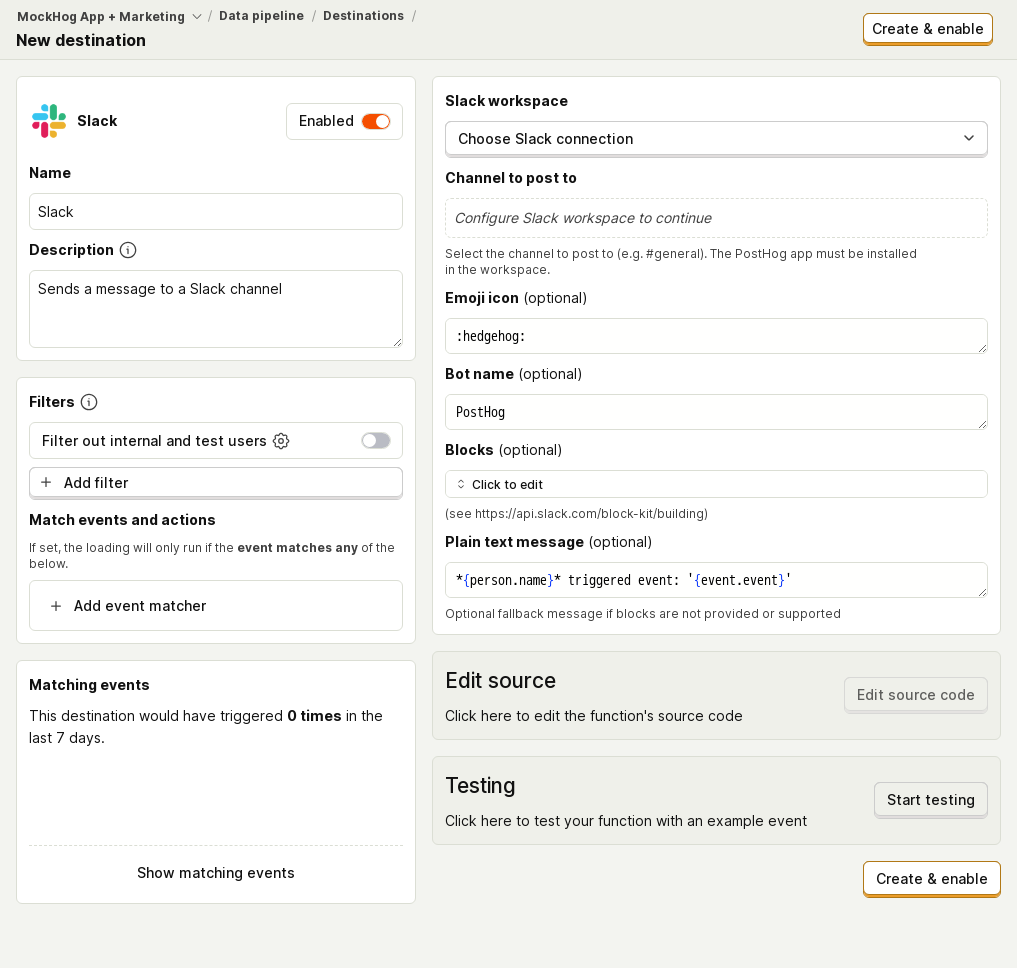 MockHog App + Marketing / Data pipeline / Destinations /
New destination
Create & enable
Slack
Enabled
Name
Slack
Description
Sends a message to a Slack channel
Filters
Filter out internal and test users
Add filter
Match events and actions
If set, the loading will only run if the event matches any of the
below.
Add event matcher
Matching events
This destination would have triggered 0 times in the
last 7 days.
Show matching events
Slack workspace
Choose Slack connection
Channel to post to
Configure Slack workspace to continue
Select the channel to post to (e.g. #general). The PostHog app must be installed
in the workspace.
Emoji icon (optional)
:hedgehog:
Bot name (optional)
PostHog
Blocks (optional)
Click to edit
(see https://api.slack.com/block-kit/building)
Plain text message (optional)
*{person.name}* triggered event: '{event.event}'
Optional fallback message if blocks are not provided or supported
Edit source
Click here to edit the function's source code
Edit source code
Testing
Click here to test your function with an example event
Start testing
Create & enable